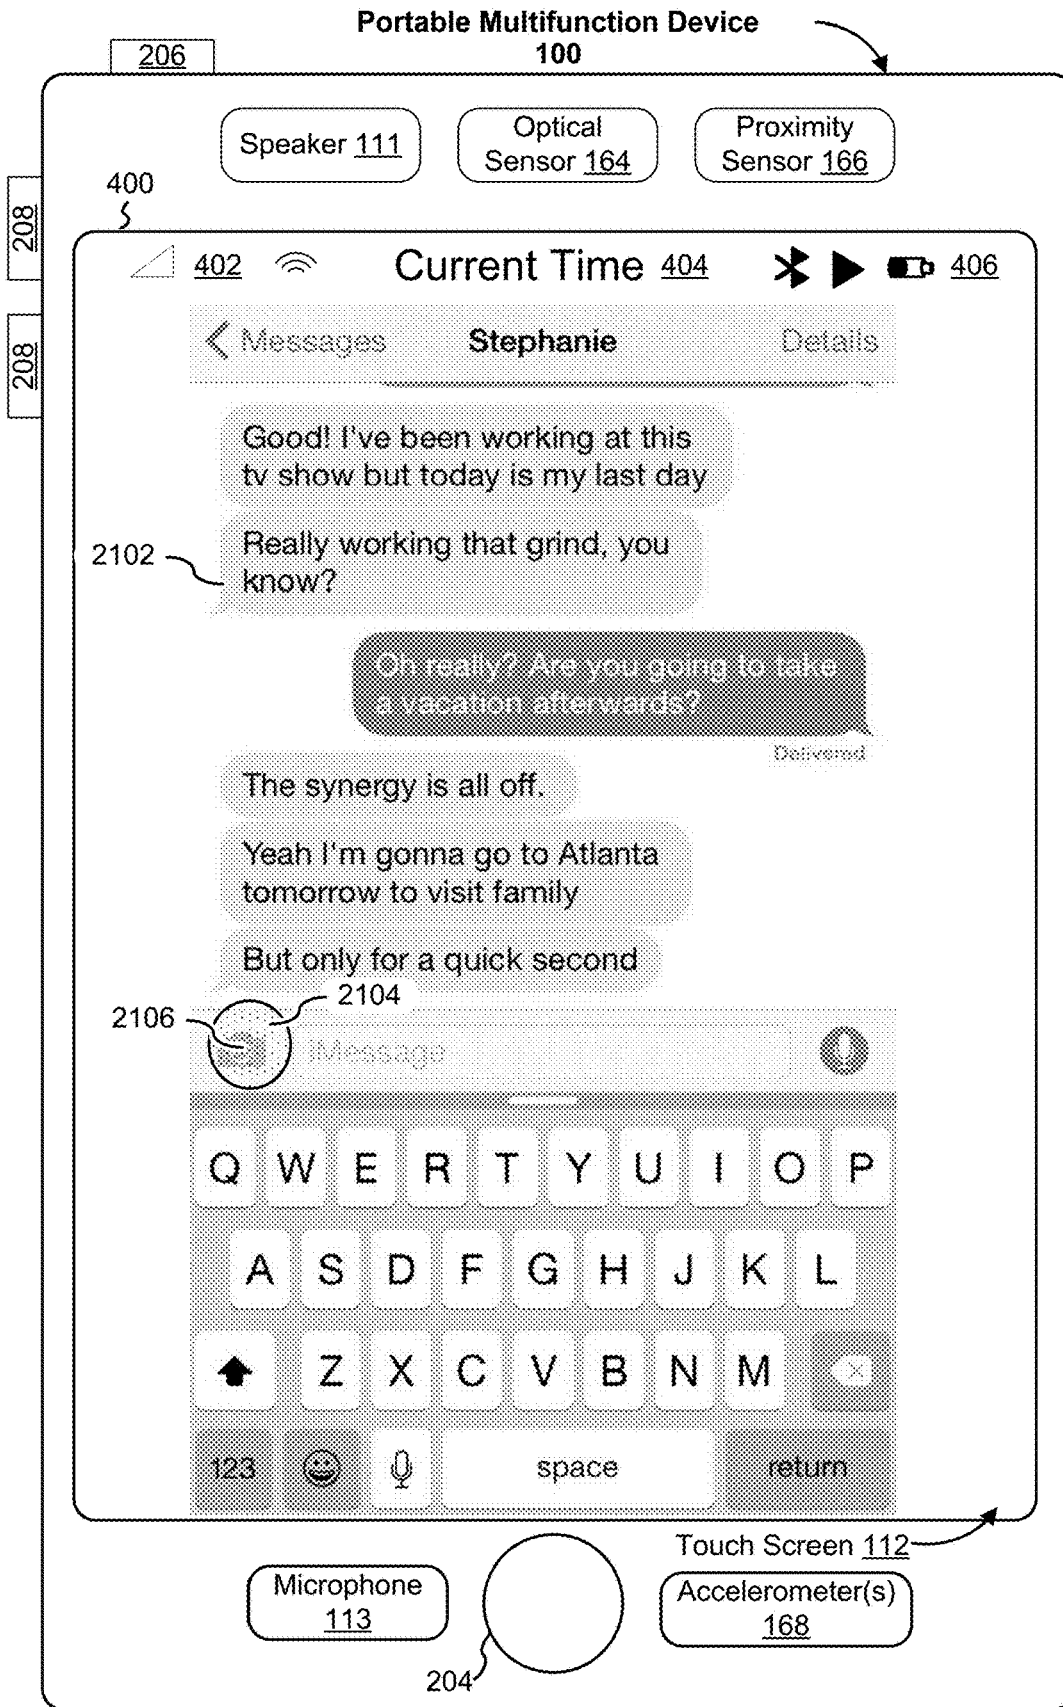 Portable Multifunction Device
100
206
Speaker 111
Optical
Sensor 164
Proximity
Sensor 166
208
400
402
Current Time 404
406
208
Messages
Stephanie
Details
Good! I've been working at this
tv show but today is my last day
2102
Really working that grind, you
know?
Oh really? Are you going to take
a vacation afterwards?
Delivered
The synergy is all off.
Yeah I'm gonna go to Atlanta
tomorrow to visit family
But only for a quick second
2104
2106
iMessage
Q W E R T Y U I O P
A S D F G H J K L
Z X C V B N M
123
space
return
Touch Screen 112
Microphone
113
Accelerometer(s)
168
204